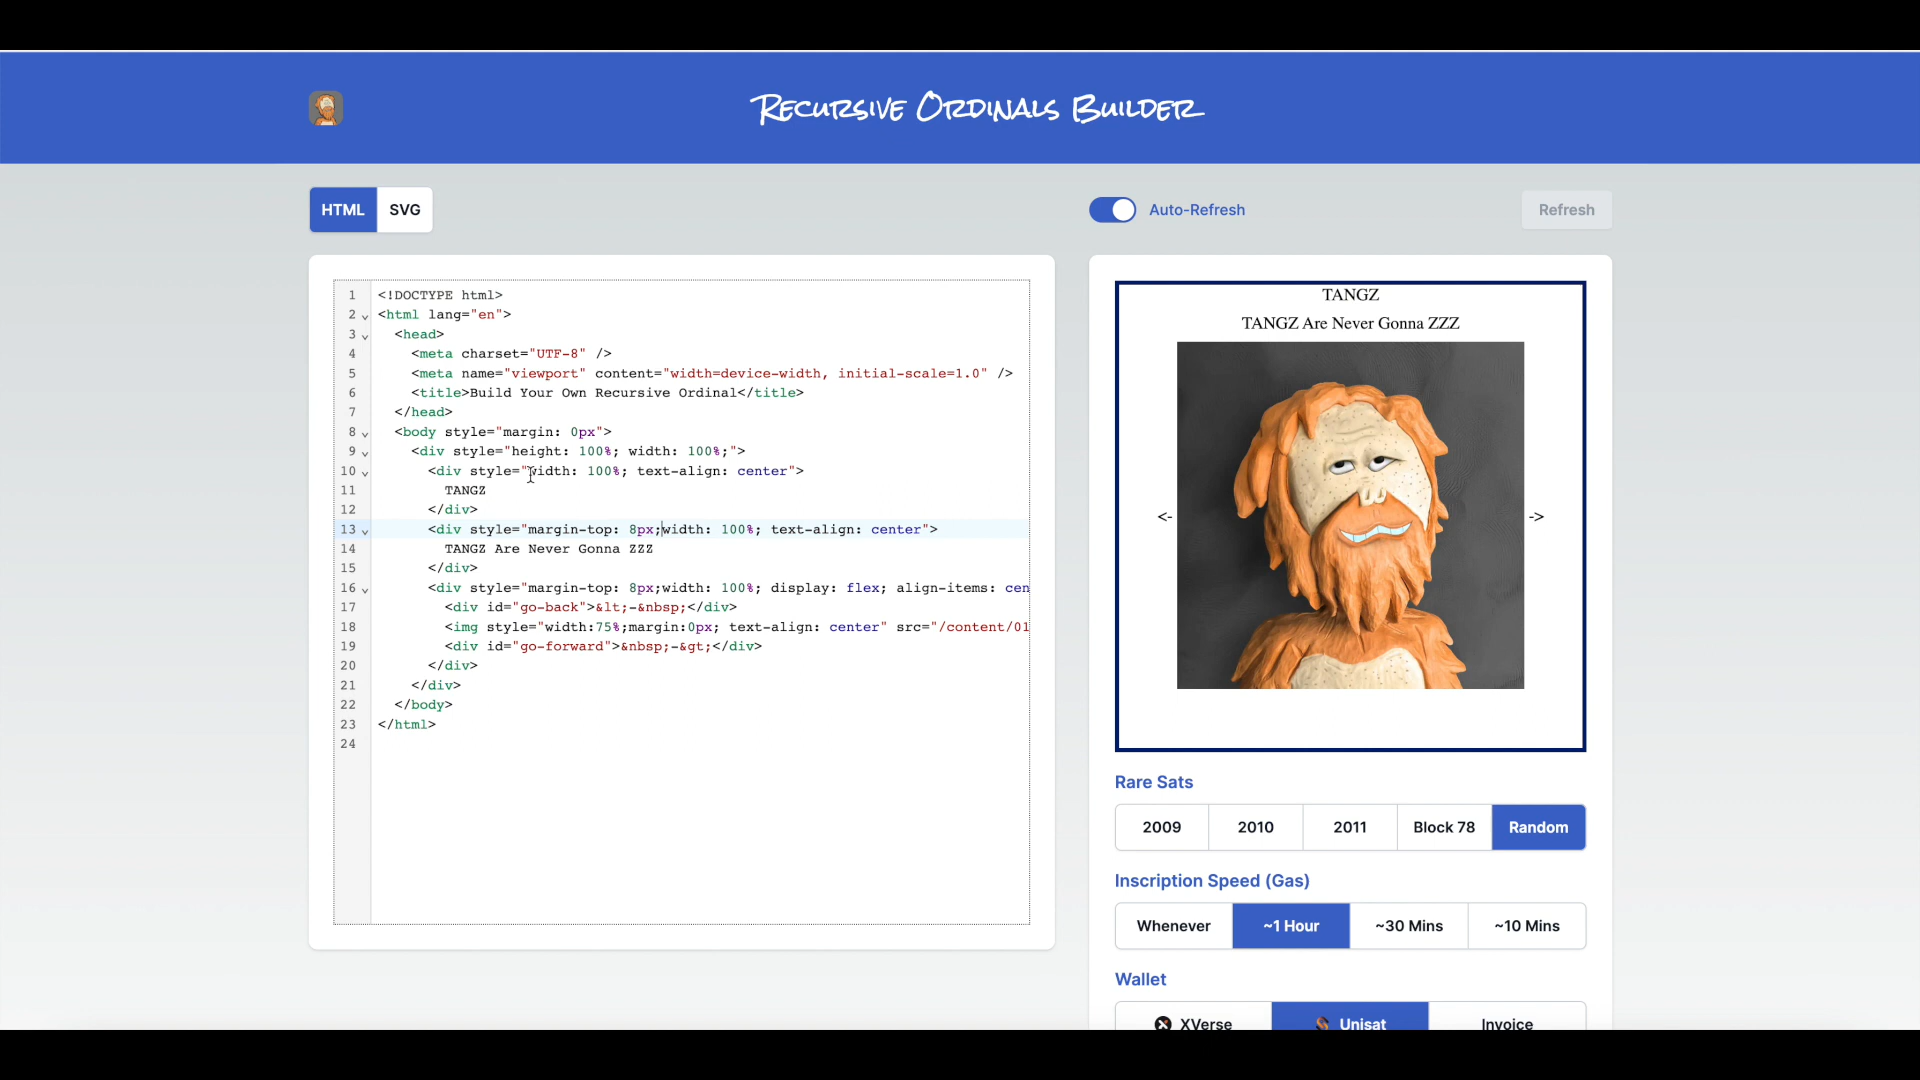 Recursive Ordinals Builder
HTML SVG
Auto-Refresh
Refresh
1 <!DOCTYPE html>
2 <html lang="en">
3 <head>
4 <meta charset="UTF-8" />
5 <meta name="viewport" content="width=device-width, initial-scale=1.0" />
6 <title>Build Your Own Recursive Ordinal</title>
7 </head>
8 <body style="margin: 0px">
9 <div style="height: 100%; width: 100%;">
10 <div style="width: 100%; text-align: center">
11 TANGZ
12 </div>
13 <div style="margin-top: 8px;width: 100%; text-align: center">
14 TANGZ Are Never Gonna ZZZ
15 </div>
16 <div style="margin-top: 8px;width: 100%; display: flex; align-items: cen
17 <div id="go-back">&lt;-&nbsp;</div>
18 <img style="width:75%;margin:0px; text-align: center" src="/content/01
19 <div id="go-forward">&nbsp;-&gt;</div>
20 </div>
21 </div>
22 </body>
23 </html>
24
TANGZ
TANGZ Are Never Gonna ZZZ
<- ->
Rare Sats
2009 2010 2011 Block 78 Random
Inscription Speed (Gas)
Whenever ~1 Hour ~30 Mins ~10 Mins
Wallet
XVerse Unisat Invoice